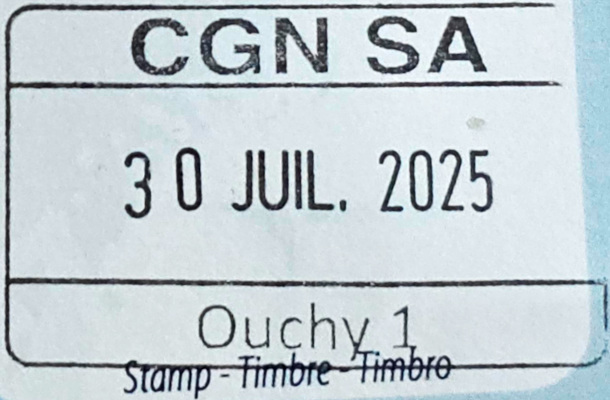 CGN SA
30 JUIL. 2025
Ouchy 1
Stamp - Timbre - Timbro